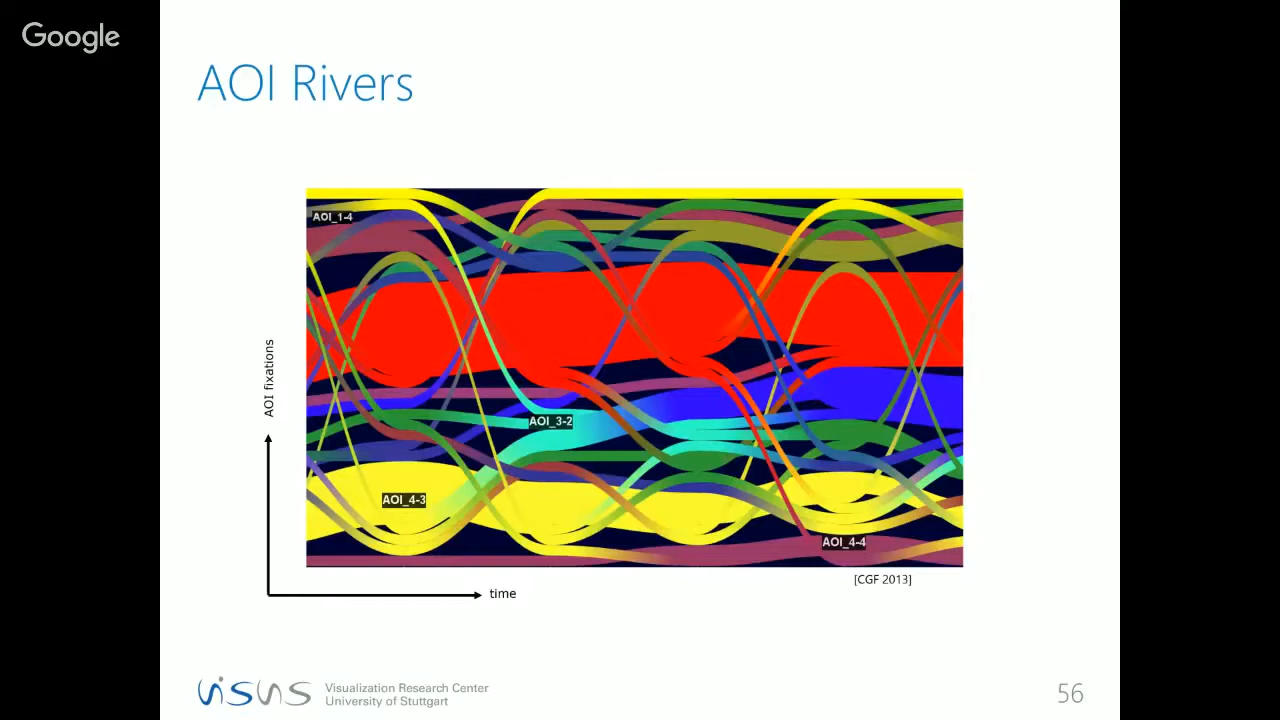 Google
AOI Rivers
AOI_1-4
AOI_3-2
AOI_4-3
AOI_4-4
AOI fixations
time
[CGF 2013]
VISUS
Visualization Research Center
University of Stuttgart
56